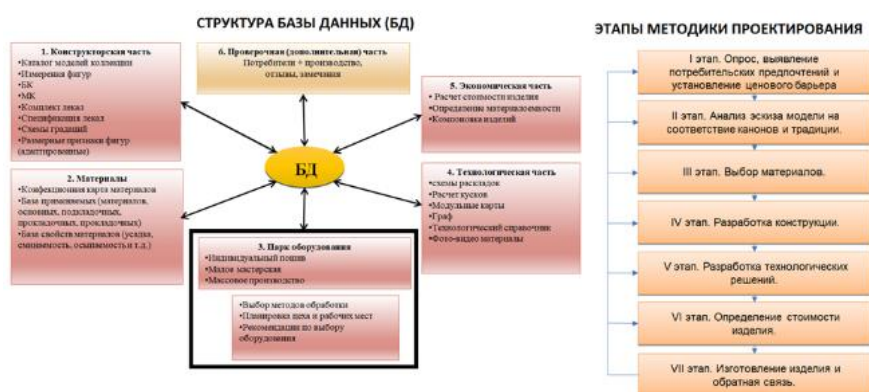 СТРУКТУРА БАЗЫ ДАННЫХ (БД)
1. Конструкторская часть
•Каталог моделей коллекции
•Измерения фигур
•БК
•МК
•Комплект лекал
•Спецификация лекал
•Схемы градаций
•Размерные признаки фигур
(адаптированные)
6. Проверочная (дополнительная) часть
Потребители + производство,
отзывы, замечания
5. Экономическая часть
• Расчет стоимости изделия
•Определение материалоемкости
•Компоновка изделий
БД
2. Материалы
•Конфекционная карта материалов
•База применяемых (материалов,
основных, подкладочных,
прокладочных, прокладочных)
•База свойств материалов (усадка,
сминаемость, осыпаемость и т.д.)
4. Технологическая часть
•схемы раскладок
•Расчет кусков
•Модульные карты
•Граф
•Технологический справочник
•Фото-видео материалы
3. Парк оборудования
•Индивидуальный пошив
•Малое мастерская
•Массовое производство
•Выбор методов обработки
•Планировка цеха и рабочих мест
•Рекомендации по выбору
оборудования
ЭТАПЫ МЕТОДИКИ ПРОЕКТИРОВАНИЯ
I этап. Опрос, выявление
потребительских предпочтений и
установление ценового барьера
II этап. Анализ эскиза модели на
соответствие канонов и традиции.
III этап. Выбор материалов.
IV этап. Разработка конструкции.
V этап. Разработка технологических
решений.
VI этап. Определение стоимости
изделия.
VII этап. Изготовление изделия и
обратная связь.